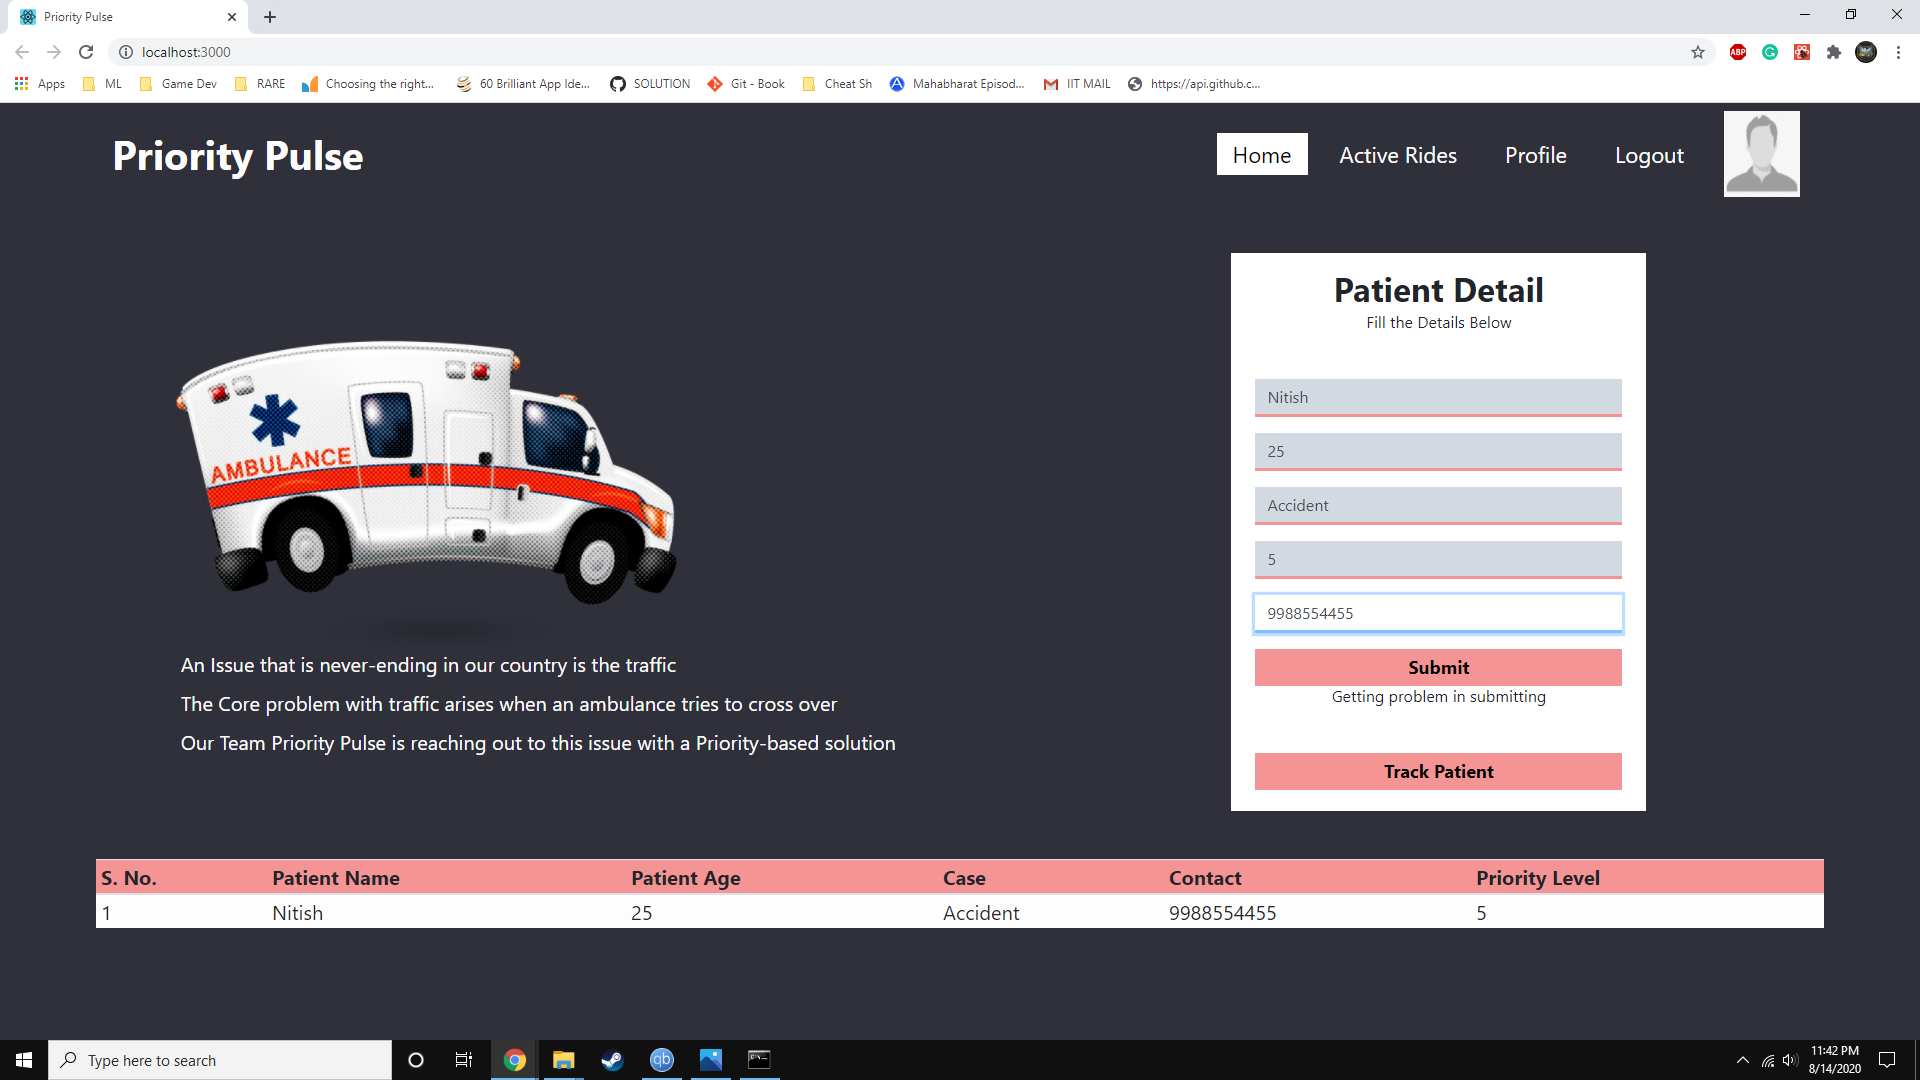 Priority Pulse
localhost:3000
Apps ML Game Dev RARE Choosing the right... 60 Brilliant App Ide... SOLUTION Git - Book Cheat Sh Mahabharat Episod... IIT MAIL https://api.github.c...
ABP
Priority Pulse
Home Active Rides Profile Logout
AMBULANCE
An Issue that is never-ending in our country is the traffic
The Core problem with traffic arises when an ambulance tries to cross over
Our Team Priority Pulse is reaching out to this issue with a Priority-based solution
Patient Detail
Fill the Details Below
Nitish
25
Accident
5
9988554455
Submit
Getting problem in submitting
Track Patient
S. No. Patient Name Patient Age Case Contact Priority Level
1 Nitish 25 Accident 9988554455 5
Type here to search
qb
11:42 PM
8/14/2020